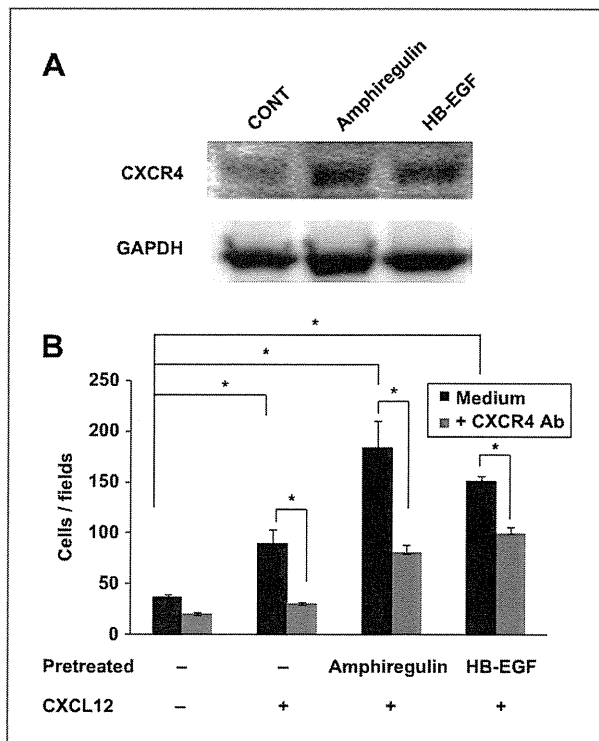 A
CONT
Amphiregulin
HB-EGF
CXCR4
GAPDH
B
*
*
*
250
200
150
100
50
0
Cells / fields
Medium
+ CXCR4 Ab
*
*
*
Pretreated – – Amphiregulin HB-EGF
CXCL12 – + + +